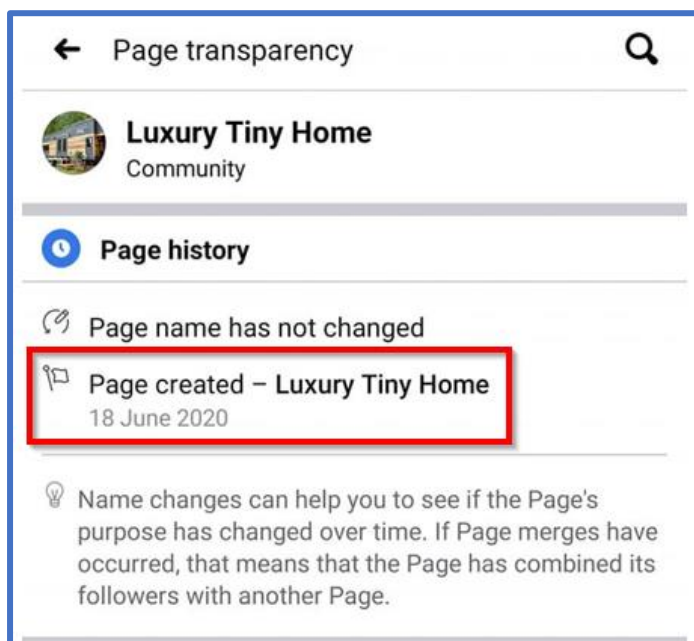 Page transparency
Luxury Tiny Home
Community
Page history
Page name has not changed
Page created – Luxury Tiny Home
18 June 2020
Name changes can help you to see if the Page's
purpose has changed over time. If Page merges have
occurred, that means that the Page has combined its
followers with another Page.